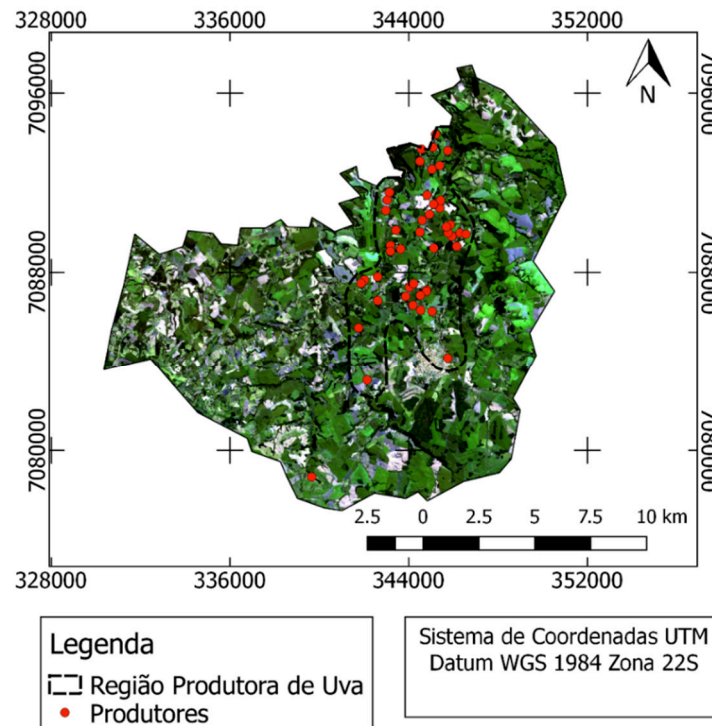 328000 336000 344000 352000
7096000 7096000
N
7088000 7088000
7080000 7080000
2.5 0 2.5 5 7.5 10 km
328000 336000 344000 352000
Legenda
Região Produtora de Uva
Produtores
Sistema de Coordenadas UTM
Datum WGS 1984 Zona 22S